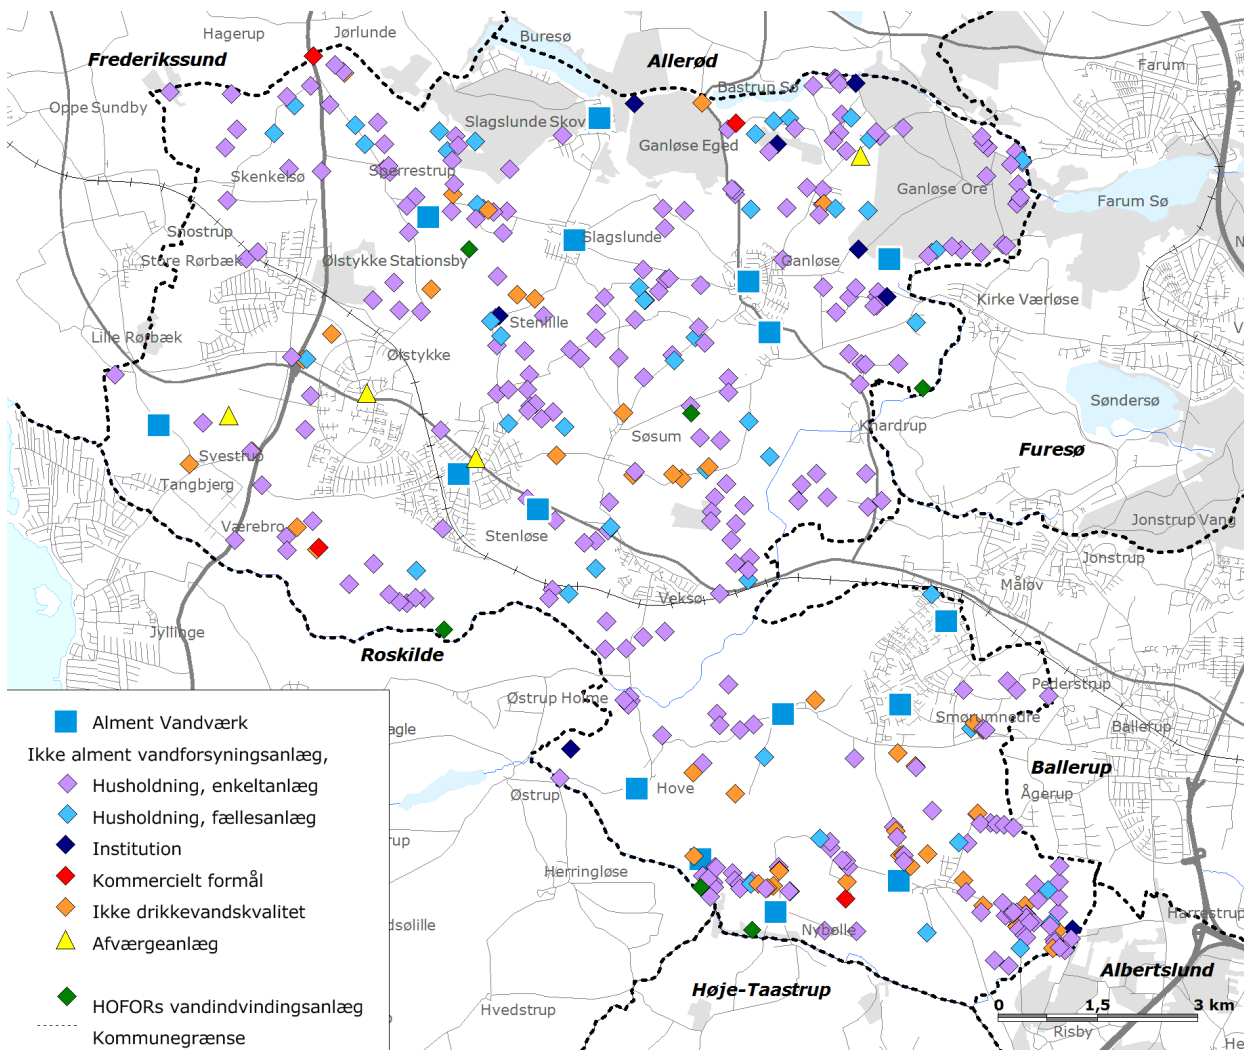 Hagerup
Jørlunde
Buresø
Frederikssund
Allerød
Farum
Bastrup Sø
Oppe Sundby
Slagslunde Skov
Ganløse Eged
Skenkelsø
Sperrestrup
Ganløse Ore
Farum Sø
Snostrup
Slagslunde
Store Rørbæk
Ølstykke Stationsby
Ganløse
Kirke Værløse
Stenlille
Lille Rørbæk
Ølstykke
Søndersø
Knardrup
Søsum
Furesø
Svestrup
Tangbjerg
Værebro
Jonstrup Vang
Stenløse
Jonstrup
Måløv
Veksø
Jyllinge
Roskilde
Østrup Holme
Pederstrup
Smørumnedre
Ballerup
agle
Ballerup
Østrup
Hove
Ågerup
rup
Herringløse
Harrestrup
dsølille
Nybølle
Albertslund
Høje-Taastrup
Hvedstrup
Risby
He
0 1,5 3 km
Alment Vandværk
Ikke alment vandforsyningsanlæg,
Husholdning, enkeltanlæg
Husholdning, fællesanlæg
Institution
Kommercielt formål
Ikke drikkevandskvalitet
Afværgeanlæg
HOFORs vandindvindingsanlæg
Kommunegrænse